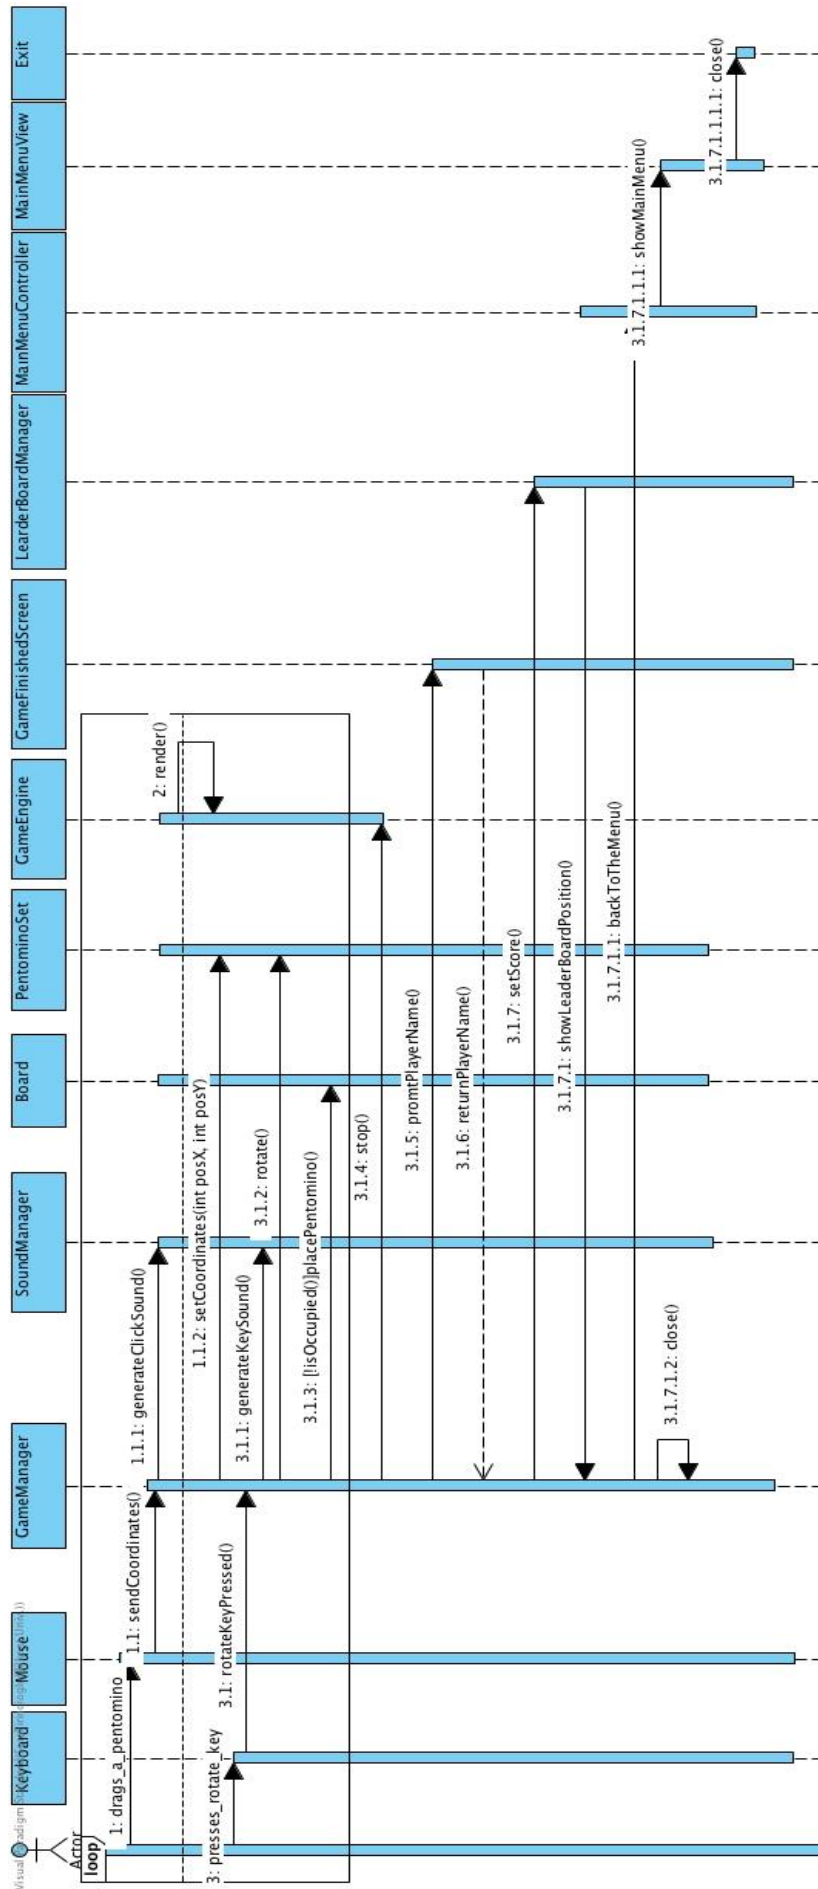 Actor
Keyboard
Mouse
GameManager
SoundManager
Board
PentominoSet
GameEngine
GameFinishedScreen
LearderBoardManager
MainMenuController
MainMenuView
Exit
loop
1: drags_a_pentomino
1.1: sendCoordinates()
1.1.1: generateClickSound()
2: render()
1.1.2: setCoordinates(int posX, int posY)
3: presses_rotate_key
3.1: rotateKeyPressed()
3.1.1: generateKeySound()
3.1.2: rotate()
3.1.3: [!isOccupied()]placePentomino()
3.1.4: stop()
3.1.5: promtPlayerName()
3.1.6: returnPlayerName()
3.1.7: setScore()
3.1.7.1: showLeaderBoardPosition()
3.1.7.1.1: backToTheMenu()
3.1.7.1.1.1: showMainMenu()
3.1.7.1.2: close()
3.1.7.1.1.1.1: close()
Visual Paradigm